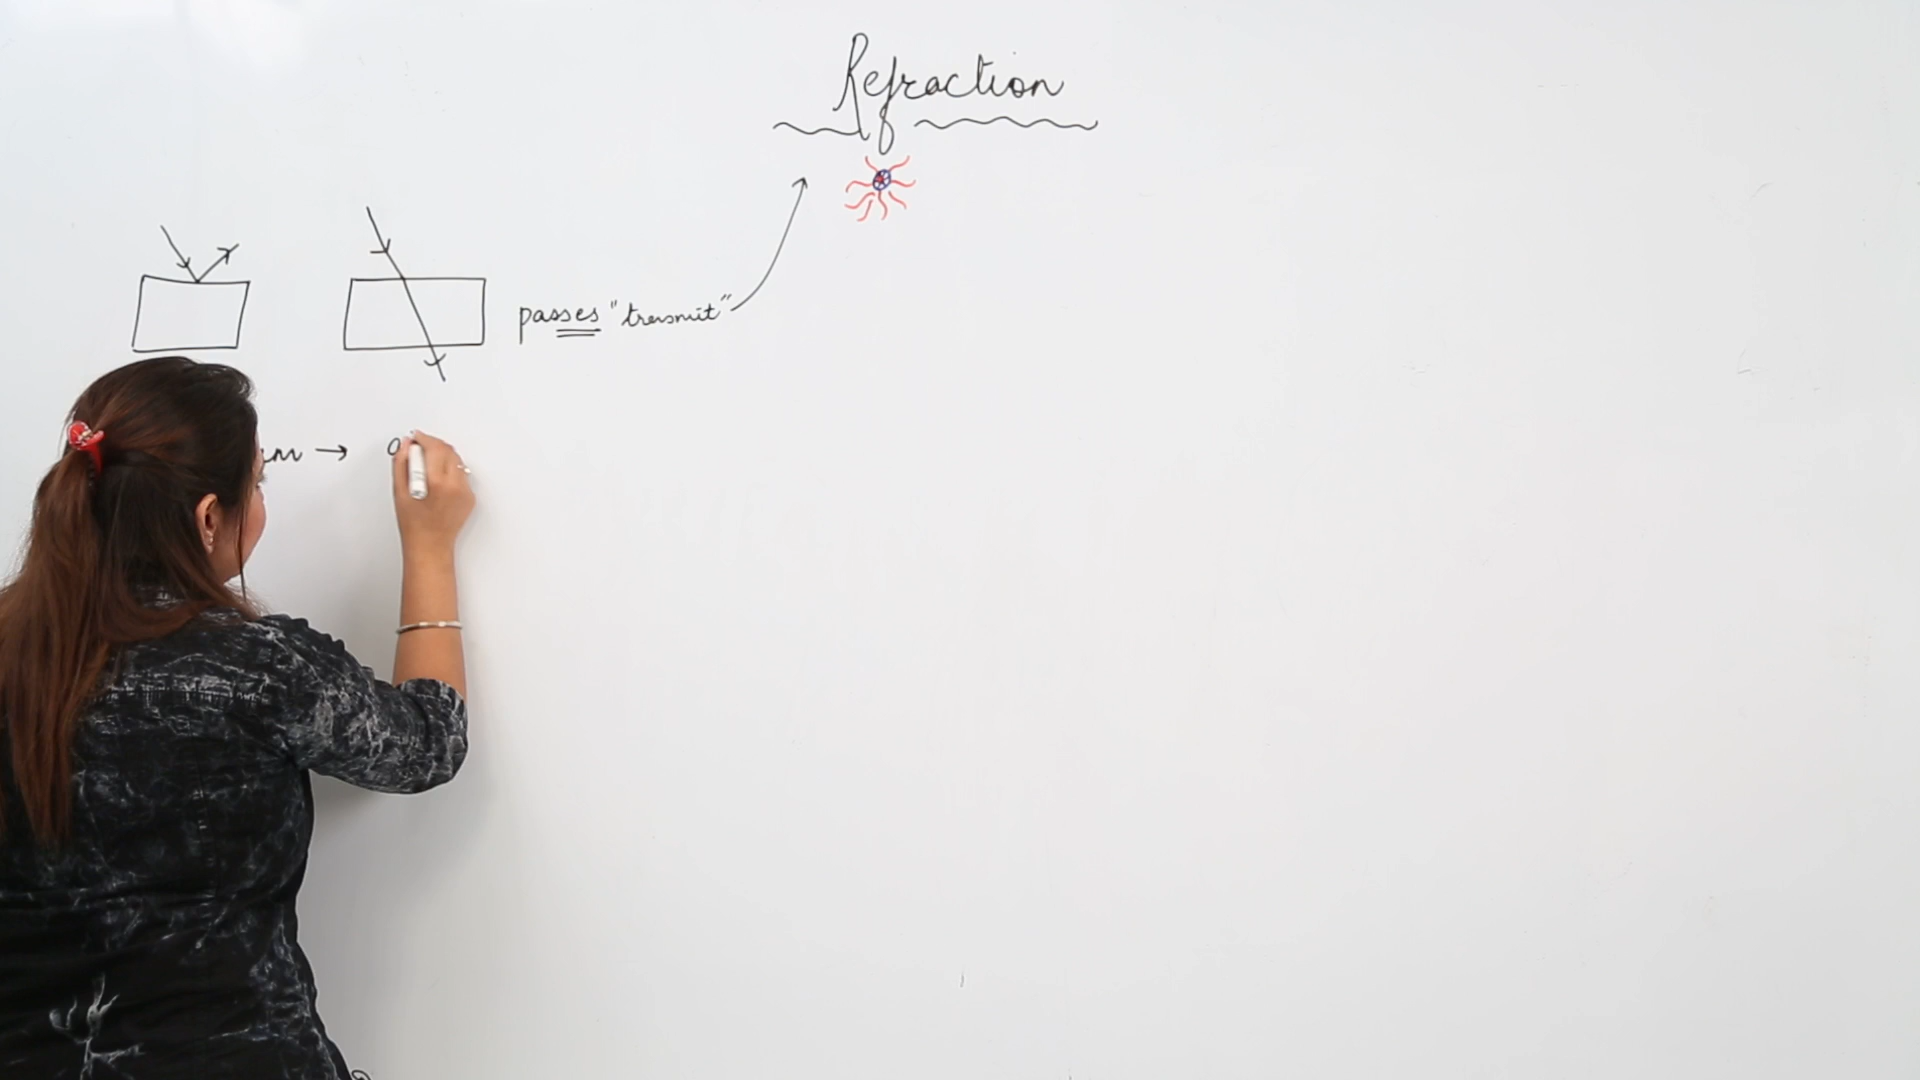 Refraction
passes "transmit"
→